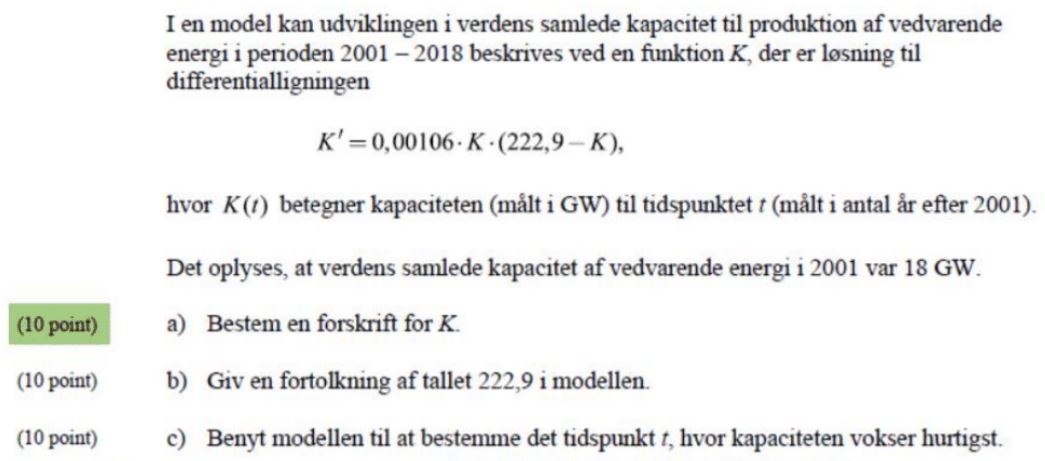 I en model kan udviklingen i verdens samlede kapacitet til produktion af vedvarende
energi i perioden 2001 – 2018 beskrives ved en funktion K, der er løsning til
differentialligningen
K′ = 0,00106 · K · (222,9 – K),
hvor K(t) betegner kapaciteten (målt i GW) til tidspunktet t (målt i antal år efter 2001).
Det oplyses, at verdens samlede kapacitet af vedvarende energi i 2001 var 18 GW.
(10 point) a) Bestem en forskrift for K.
(10 point) b) Giv en fortolkning af tallet 222,9 i modellen.
(10 point) c) Benyt modellen til at bestemme det tidspunkt t, hvor kapaciteten vokser hurtigst.